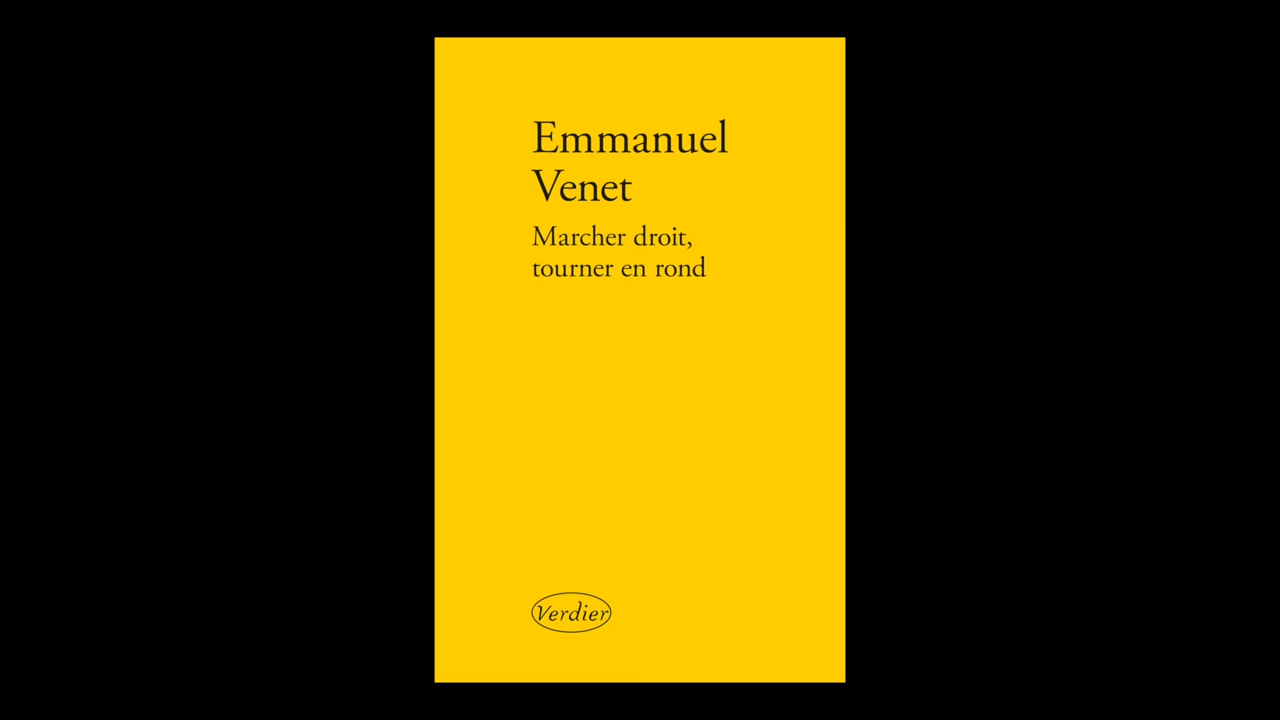 Emmanuel
Venet
Marcher droit,
tourner en rond
Verdier